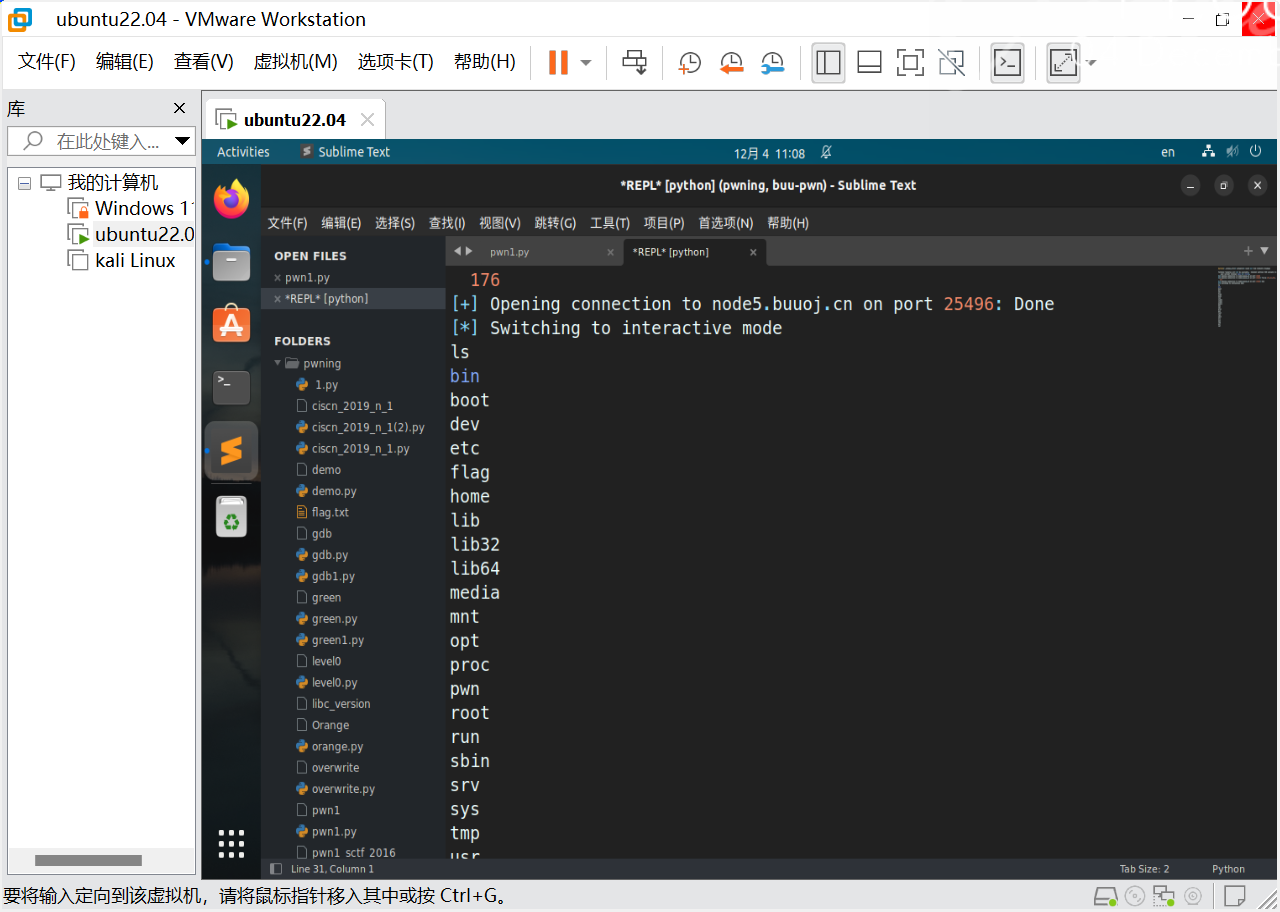 ubuntu22.04 - VMware Workstation
文件(F) 编辑(E) 查看(V) 虚拟机(M) 选项卡(T) 帮助(H)
库
在此处键入...
我的计算机
Windows 1
ubuntu22.0
kali Linux
ubuntu22.04
Activities Sublime Text 12月 4 11:08 en
*REPL* [python] (pwning, buu-pwn) - Sublime Text
文件(F) 编辑(E) 选择(S) 查找(I) 视图(V) 跳转(G) 工具(T) 项目(P) 首选项(N) 帮助(H)
OPEN FILES
pwn1.py
*REPL* [python]
FOLDERS
pwning
1.py
ciscn_2019_n_1
ciscn_2019_n_1(2).py
ciscn_2019_n_1.py
demo
demo.py
flag.txt
gdb
gdb.py
gdb1.py
green
green.py
green1.py
level0
level0.py
libc_version
Orange
orange.py
overwrite
overwrite.py
pwn1
pwn1.py
pwn1_sctf_2016
pwn1.py *REPL* [python]
176
[+] Opening connection to node5.buuoj.cn on port 25496: Done
[*] Switching to interactive mode
ls
bin
boot
dev
etc
flag
home
lib
lib32
lib64
media
mnt
opt
proc
pwn
root
run
sbin
srv
sys
tmp
usr
Line 31, Column 1 Tab Size: 2 Python
要将输入定向到该虚拟机，请将鼠标指针移入其中或按 Ctrl+G。